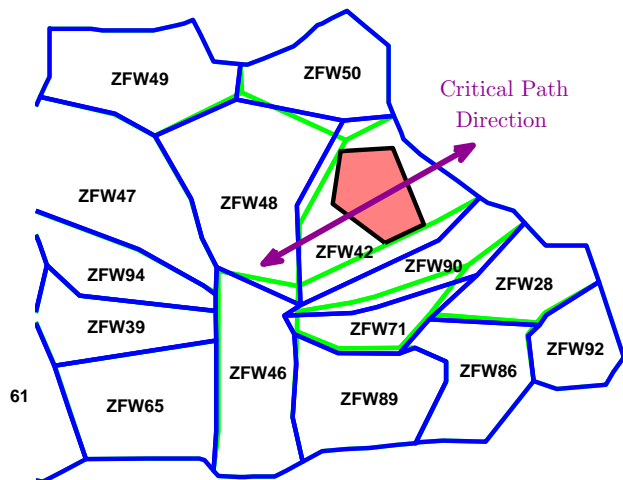 ZFW49
ZFW50
Critical Path
Direction
ZFW47
ZFW48
ZFW42
ZFW90
ZFW94
ZFW28
ZFW39
ZFW71
ZFW92
ZFW46
ZFW86
61
ZFW65
ZFW89